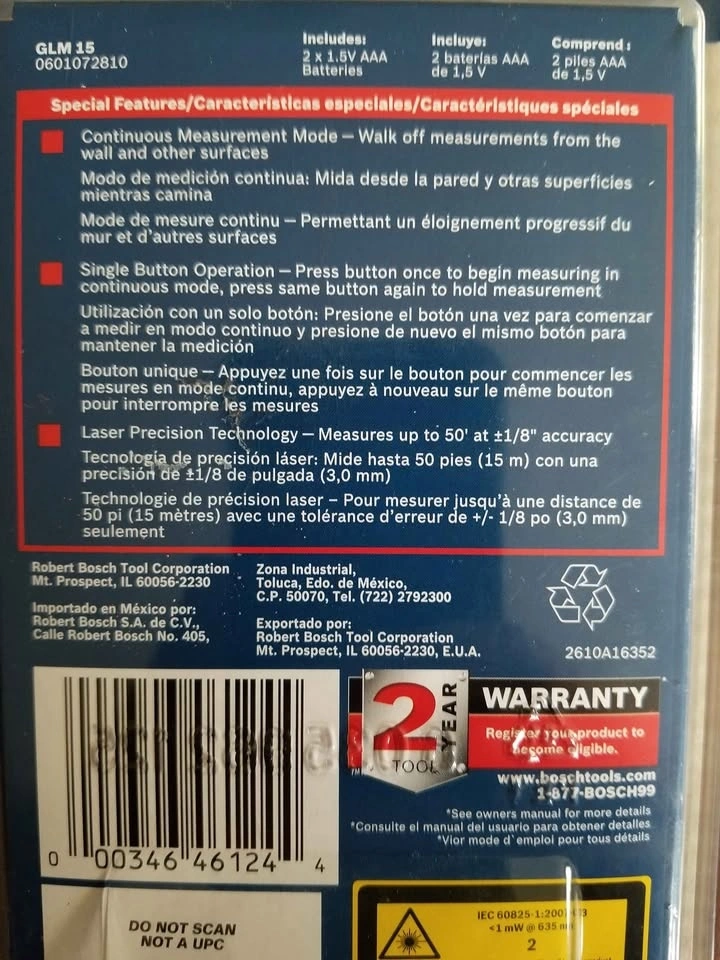 GLM 15
0601072810
Includes:
2 x 1.5V AAA
Batteries
Incluye:
2 baterías AAA
de 1,5 V
Comprend :
2 piles AAA
de 1,5 V
Special Features/Caracteristicas especiales/Caractéristiques spéciales
Continuous Measurement Mode — Walk off measurements from the
wall and other surfaces
Modo de medición continua: Mida desde la pared y otras superficies
mientras camina
Mode de mesure continu — Permettant un éloignement progressif du
mur et d'autres surfaces
Single Button Operation — Press button once to begin measuring in
continuous mode, press same button again to hold measurement
Utilización con un solo botón: Presione el botón una vez para comenzar
a medir en modo continuo y presione de nuevo el mismo botón para
mantener la medición
Bouton unique — Appuyez une fois sur le bouton pour commencer les
mesures en mode continu, appuyez à nouveau sur le même bouton
pour interrompre les mesures
Laser Precision Technology — Measures up to 50' at ±1/8" accuracy
Tecnología de precisión láser: Mide hasta 50 pies (15 m) con una
precisión de ±1/8 de pulgada (3,0 mm)
Technologie de précision laser – Pour mesurer jusqu'à une distance de
50 pi (15 mètres) avec une tolérance d'erreur de +/- 1/8 po (3,0 mm)
seulement
Robert Bosch Tool Corporation
Mt. Prospect, IL 60056-2230
Importado en México por:
Robert Bosch S.A. de C.V.,
Calle Robert Bosch No. 405,
Zona Industrial,
Toluca, Edo. de México,
C.P. 50070, Tel. (722) 2792300
Exportado por:
Robert Bosch Tool Corporation
Mt. Prospect, IL 60056-2230, E.U.A.
2610A16352
0 00346 46124 4
2 YEAR
TOOL
WARRANTY
Register your product to
become eligible.
www.boschtools.com
1-877-BOSCH99
*See owners manual for more details
*Consulte el manual del usuario para obtener detalles
*Vior mode d`emploi pour tous détails
DO NOT SCAN
NOT A UPC
IEC 60825-1:2007
<1 mW @ 635 nm
2